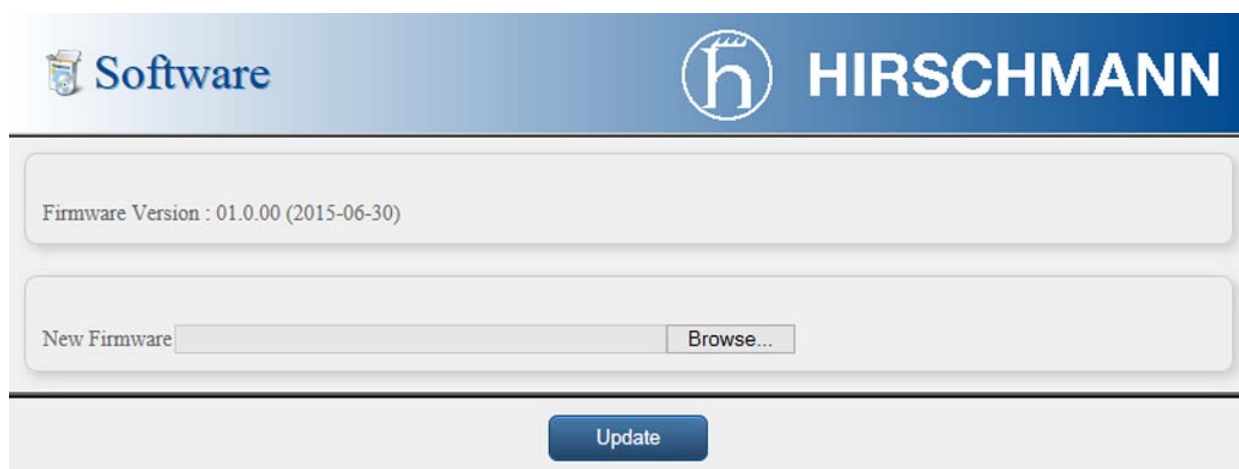 Software
HIRSCHMANN
Firmware Version : 01.0.00 (2015-06-30)
New Firmware
Browse...
Update